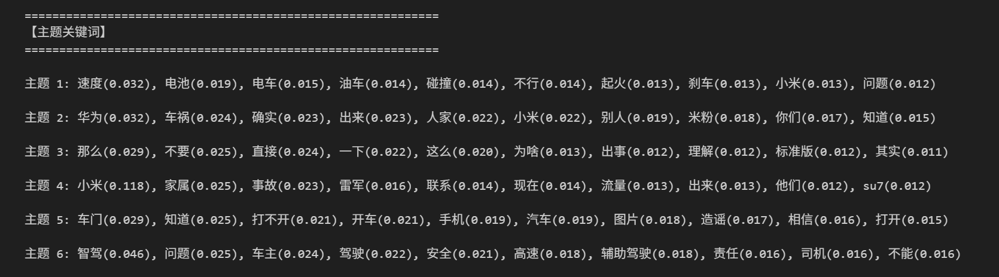 ============================================================
【主题关键词】
============================================================
主题 1: 速度(0.032), 电池(0.019), 电车(0.015), 油车(0.014), 碰撞(0.014), 不行(0.014), 起火(0.013), 刹车(0.013), 小米(0.013), 问题(0.012)
主题 2: 华为(0.032), 车祸(0.024), 确实(0.023), 出来(0.023), 人家(0.022), 小米(0.022), 别人(0.019), 米粉(0.018), 你们(0.017), 知道(0.015)
主题 3: 那么(0.029), 不要(0.025), 直接(0.024), 一下(0.022), 这么(0.020), 为啥(0.013), 出事(0.012), 理解(0.012), 标准版(0.012), 其实(0.011)
主题 4: 小米(0.118), 家属(0.025), 事故(0.023), 雷军(0.016), 联系(0.014), 现在(0.014), 流量(0.013), 出来(0.013), 他们(0.012), su7(0.012)
主题 5: 车门(0.029), 知道(0.025), 打不开(0.021), 开车(0.021), 手机(0.019), 汽车(0.019), 图片(0.018), 造谣(0.017), 相信(0.016), 打开(0.015)
主题 6: 智驾(0.046), 问题(0.025), 车主(0.024), 驾驶(0.022), 安全(0.021), 高速(0.018), 辅助驾驶(0.018), 责任(0.016), 司机(0.016), 不能(0.016)